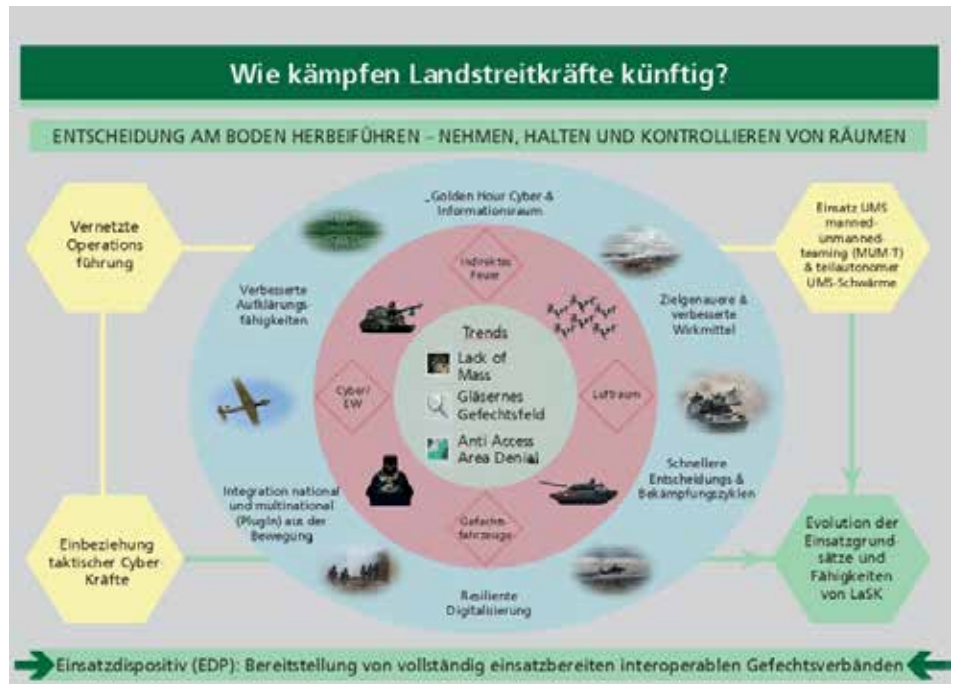 Wie kämpfen Landstreitkräfte künftig?
ENTSCHEIDUNG AM BODEN HERBEIFÜHREN – NEHMEN, HALTEN UND KONTROLLIEREN VON RÄUMEN
Vernetzte
Operations
führung
„Golden Hour Cyber &
Informationsraum
Einsatz UMS
manned-
unmanned-
teaming (MUM-T)
& teilautonomer
UMS-Schwärme
Indirektes
Feuer
Verbesserte
Aufklärungs
fähigkeiten
Zielgenauere &
verbesserte
Wirkmittel
Trends
Lack of
Mass
Gläsernes
Gefechtsfeld
Anti Access
Area Denial
Cyber/
EW
Luftraum
Gefechts
fahrzeuge
Integration national
und multinational
(PlugIn) aus der
Bewegung
Schnellere
Entscheidungs &
Bekämpfungszyklen
Resiliente
Digitalisierung
Einbeziehung
taktischer Cyber
Kräfte
Evolution der
Einsatzgrund-
sätze und
Fähigkeiten
von LaSK
Einsatzdispositiv (EDP): Bereitstellung von vollständig einsatzbereiten interoperablen Gefechtsverbänden